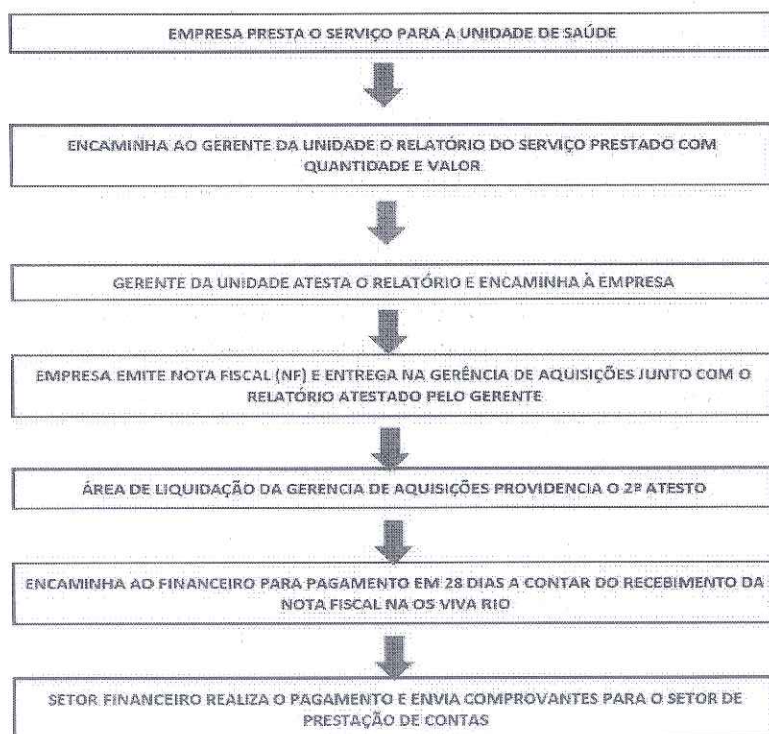 EMPRESA PRESTA O SERVIÇO PARA A UNIDADE DE SAÚDE
ENCAMINHA AO GERENTE DA UNIDADE O RELATÓRIO DO SERVIÇO PRESTADO COM
QUANTIDADE E VALOR
GERENTE DA UNIDADE ATESTA O RELATÓRIO E ENCAMINHA À EMPRESA
EMPRESA EMITE NOTA FISCAL (NF) E ENTREGA NA GERÊNCIA DE AQUISIÇÕES JUNTO COM O
RELATÓRIO ATESTADO PELO GERENTE
ÁREA DE LIQUIDAÇÃO DA GERENCIA DE AQUISIÇÕES PROVIDENCIA O 2º ATESTO
ENCAMINHA AO FINANCEIRO PARA PAGAMENTO EM 28 DIAS A CONTAR DO RECEBIMENTO DA
NOTA FISCAL NA OS VIVA RIO
SETOR FINANCEIRO REALIZA O PAGAMENTO E ENVIA COMPROVANTES PARA O SETOR DE
PRESTAÇÃO DE CONTAS